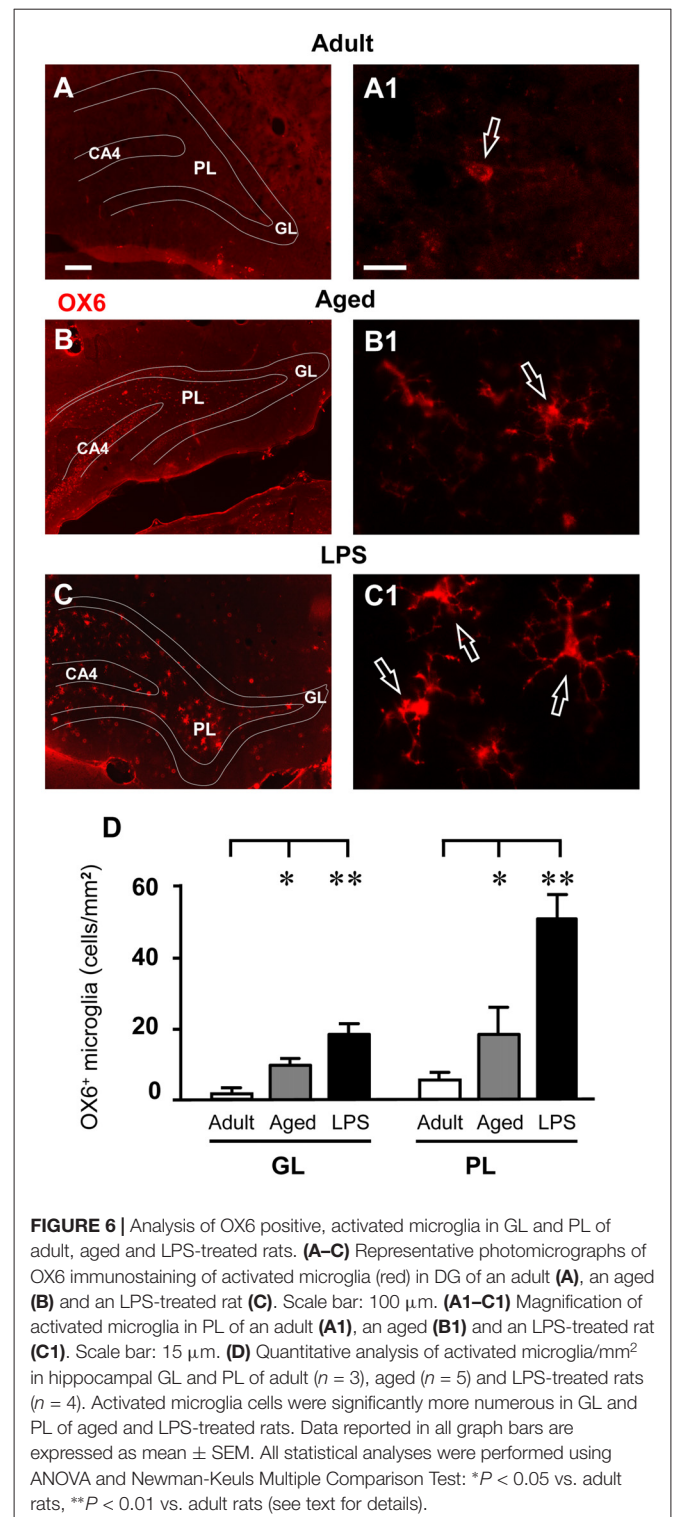 Adult
A
CA4
PL
GL
A1
OX6
Aged
B
GL
PL
CA4
B1
LPS
C
CA4
GL
PL
C1
D
OX6⁺ microglia (cells/mm²)
60
40
20
0
* ** * **
Adult Aged LPS Adult Aged LPS
GL PL
FIGURE 6 | Analysis of OX6 positive, activated microglia in GL and PL of
adult, aged and LPS-treated rats. (A–C) Representative photomicrographs of
OX6 immunostaining of activated microglia (red) in DG of an adult (A), an aged
(B) and an LPS-treated rat (C). Scale bar: 100 μm. (A1–C1) Magnification of
activated microglia in PL of an adult (A1), an aged (B1) and an LPS-treated rat
(C1). Scale bar: 15 μm. (D) Quantitative analysis of activated microglia/mm²
in hippocampal GL and PL of adult (n = 3), aged (n = 5) and LPS-treated rats
(n = 4). Activated microglia cells were significantly more numerous in GL and
PL of aged and LPS-treated rats. Data reported in all graph bars are
expressed as mean ± SEM. All statistical analyses were performed using
ANOVA and Newman-Keuls Multiple Comparison Test: *P < 0.05 vs. adult
rats, **P < 0.01 vs. adult rats (see text for details).